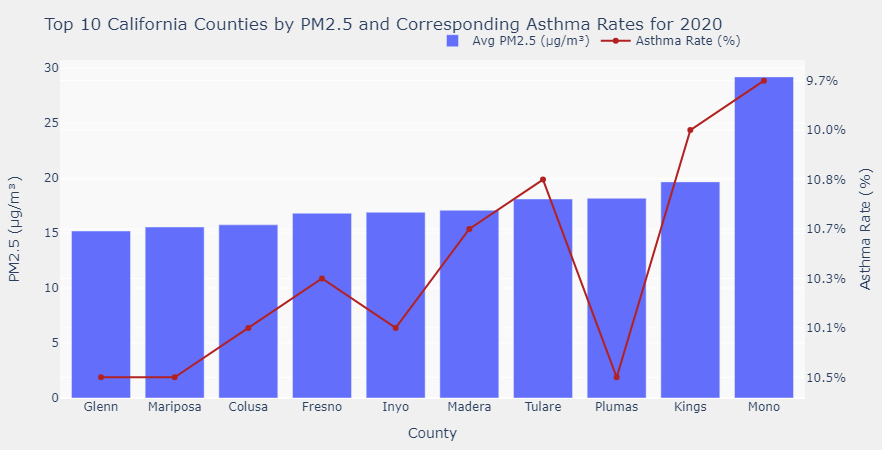 Top 10 California Counties by PM2.5 and Corresponding Asthma Rates for 2020
Avg PM2.5 (µg/m³) Asthma Rate (%)
30
25
20
15
10
5
0
PM2.5 (µg/m³)
9.7%
10.0%
10.8%
10.7%
10.3%
10.1%
10.5%
Asthma Rate (%)
Glenn Mariposa Colusa Fresno Inyo Madera Tulare Plumas Kings Mono
County